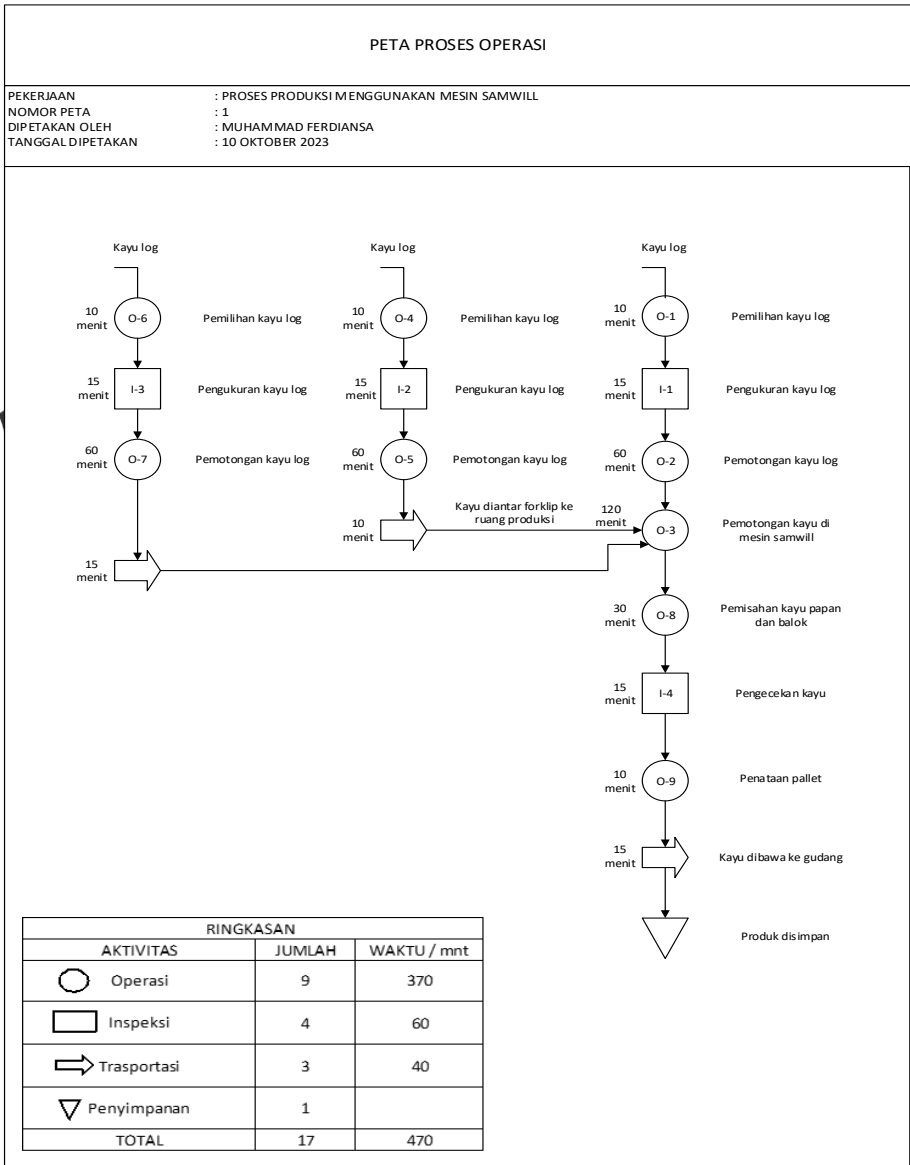 PETA PROSES OPERASI
PEKERJAAN : PROSES PRODUKSI MENGGUNAKAN MESIN SAMWILL
NOMOR PETA : 1
DIPETAKAN OLEH : MUHAMMAD FERDIANSA
TANGGAL DIPETAKAN : 10 OKTOBER 2023
Kayu log
Kayu log
Kayu log
10
menit
O-6
Pemilihan kayu log
10
menit
O-4
Pemilihan kayu log
10
menit
O-1
Pemilihan kayu log
15
menit
I-3
Pengukuran kayu log
15
menit
I-2
Pengukuran kayu log
15
menit
I-1
Pengukuran kayu log
60
menit
O-7
Pemotongan kayu log
60
menit
O-5
Pemotongan kayu log
60
menit
O-2
Pemotongan kayu log
10
menit
Kayu diantar forklip ke
ruang produksi
120
menit
O-3
Pemotongan kayu di
mesin samwill
15
menit
30
menit
O-8
Pemisahan kayu papan
dan balok
15
menit
I-4
Pengecekan kayu
10
menit
O-9
Penataan pallet
15
menit
Kayu dibawa ke gudang
Produk disimpan
RINGKASAN
AKTIVITAS JUMLAH WAKTU / mnt
Operasi 9 370
Inspeksi 4 60
Trasportasi 3 40
Penyimpanan 1
TOTAL 17 470